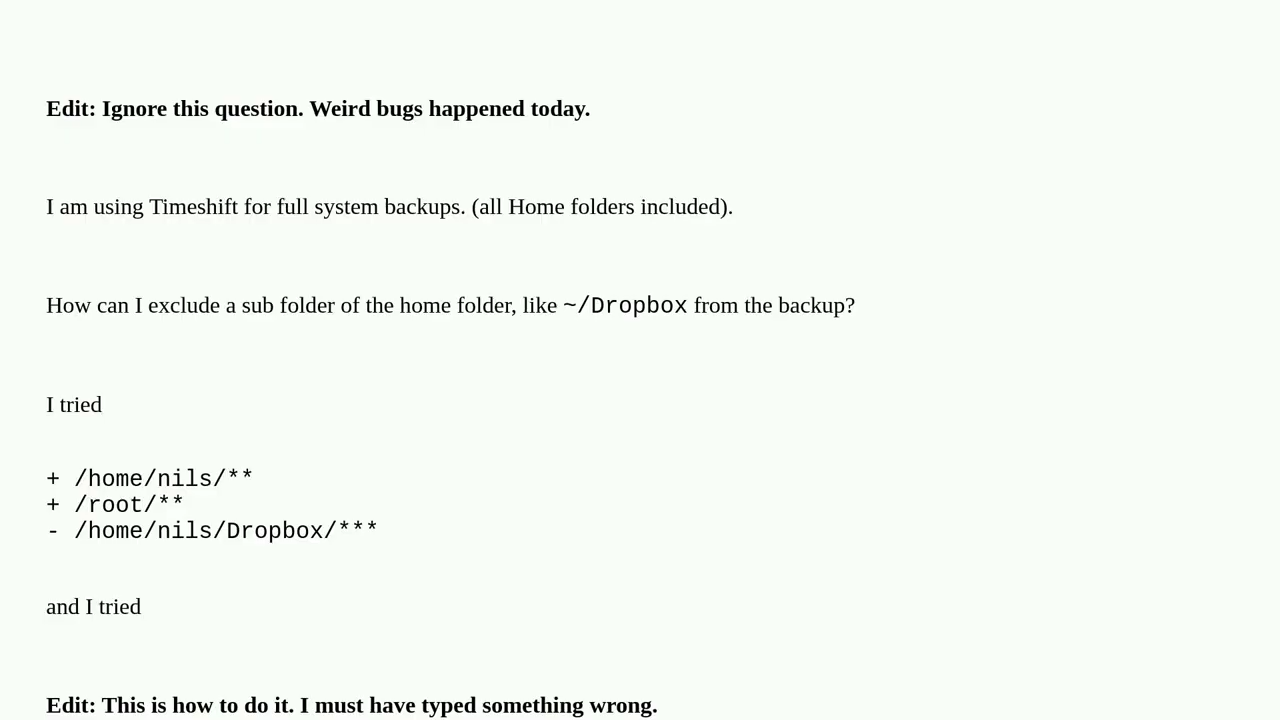 Edit: Ignore this question. Weird bugs happened today.
I am using Timeshift for full system backups. (all Home folders included).
How can I exclude a sub folder of the home folder, like ~/Dropbox from the backup?
I tried
+ /home/nils/**
+ /root/**
- /home/nils/Dropbox/***
and I tried
Edit: This is how to do it. I must have typed something wrong.